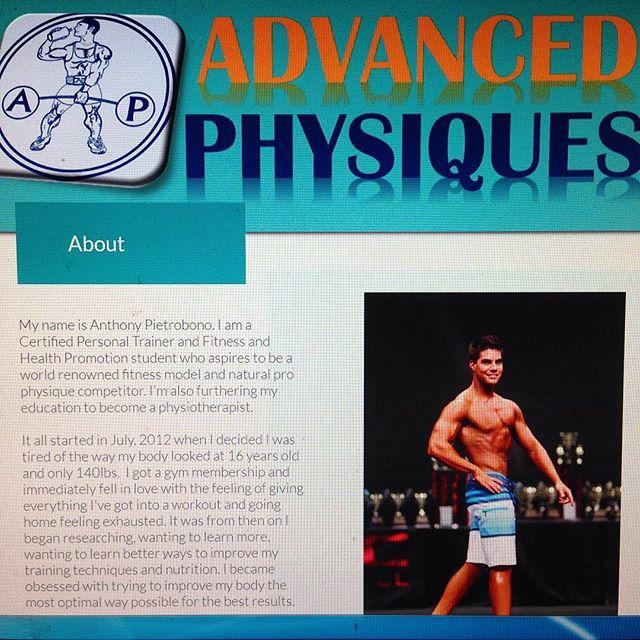 A P
ADVANCED
PHYSIQUES
About
My name is Anthony Pietrobono. I am a
Certified Personal Trainer and Fitness and
Health Promotion student who aspires to be a
world renowned fitness model and natural pro
physique competitor. I'm also furthering my
education to become a physiotherapist.
It all started in July, 2012 when I decided I was
tired of the way my body looked at 16 years old
and only 140lbs. I got a gym membership and
immediately fell in love with the feeling of giving
everything I've got into a workout and going
home feeling exhausted. It was from then on I
began researching, wanting to learn more,
wanting to learn better ways to improve my
training techniques and nutrition. I became
obsessed with trying to improve my body the
most optimal way possible for the best results.